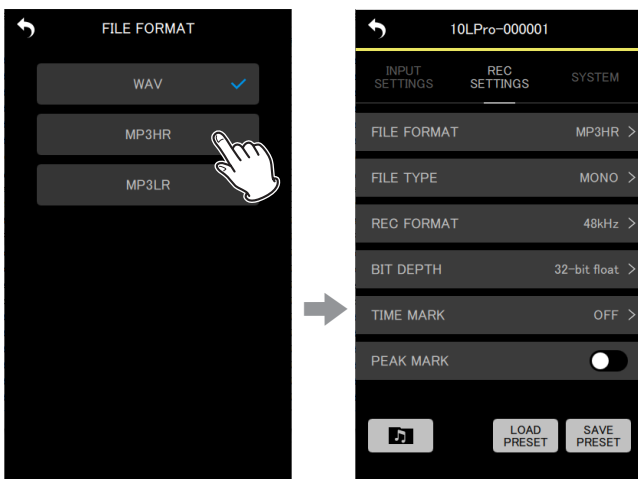 FILE FORMAT
WAV
MP3HR
MP3LR
10LPro-000001
INPUT
SETTINGS
REC
SETTINGS
SYSTEM
FILE FORMAT MP3HR >
FILE TYPE MONO >
REC FORMAT 48kHz >
BIT DEPTH 32-bit float >
TIME MARK OFF >
PEAK MARK
LOAD
PRESET
SAVE
PRESET